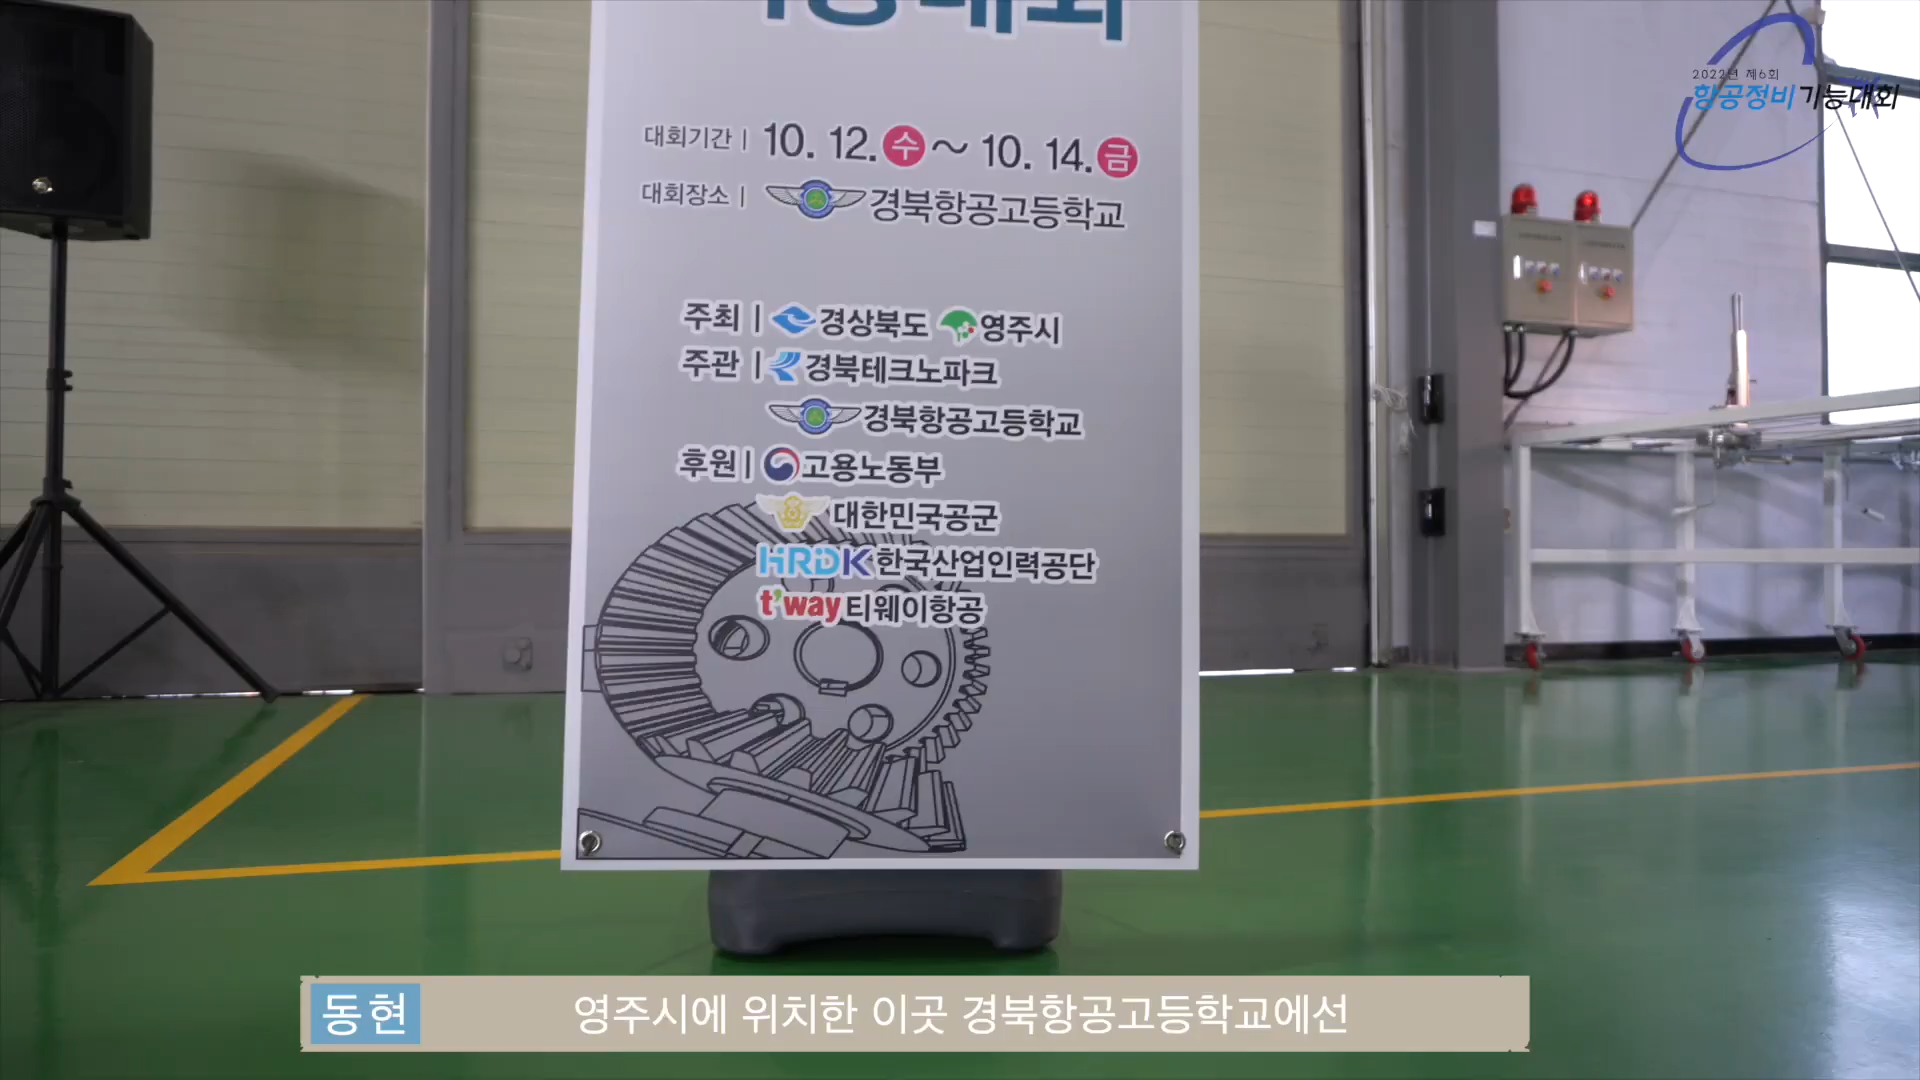 기능대회
2022년 제6회
항공정비기능대회
대회기간 | 10. 12. 수 ~ 10. 14. 금
대회장소 | 경북항공고등학교
주최 | 경상북도 영주시
주관 | 경북테크노파크
경북항공고등학교
후원 | 고용노동부
대한민국공군
HRDK 한국산업인력공단
t'way 티웨이항공
동현 영주시에 위치한 이곳 경북항공고등학교에선